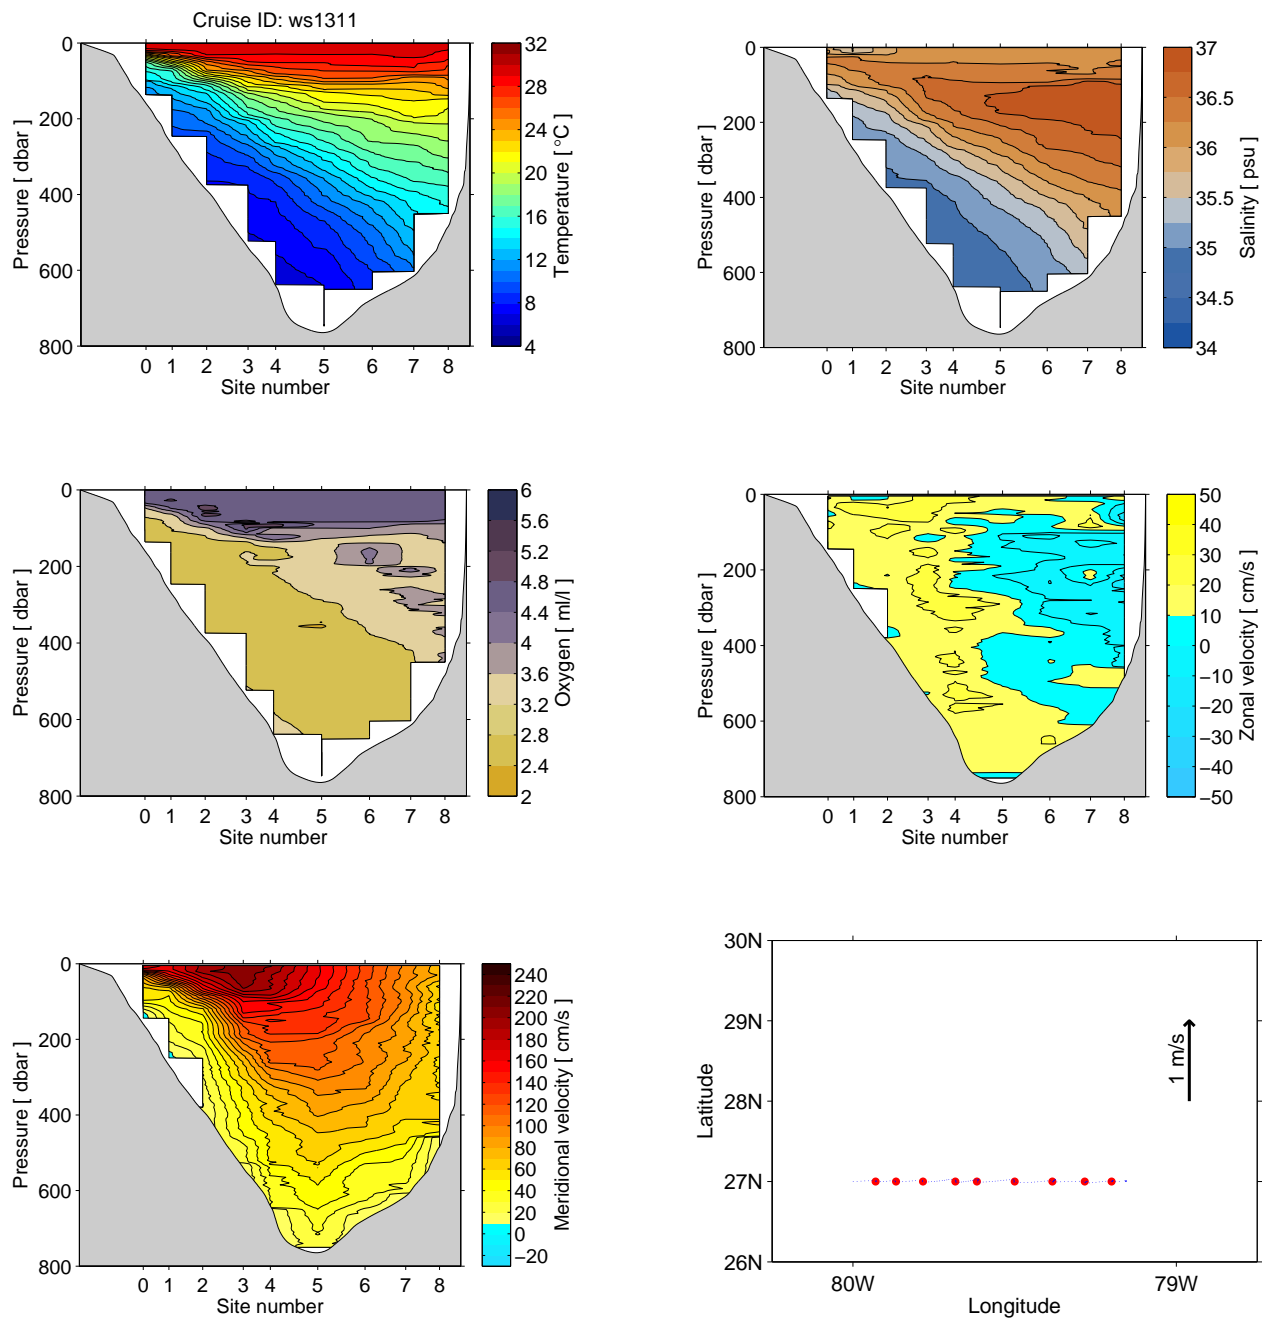 Cruise ID: ws1311
0
200
400
600
800
Pressure [ dbar ]
0 1 2 3 4 5 6 7 8
Site number
32
28
24
20
16
12
8
4
Temperature [ °C ]
0
200
400
600
800
Pressure [ dbar ]
0 1 2 3 4 5 6 7 8
Site number
37
36.5
36
35.5
35
34.5
34
Salinity [ psu ]
0
200
400
600
800
Pressure [ dbar ]
0 1 2 3 4 5 6 7 8
Site number
6
5.6
5.2
4.8
4.4
4
3.6
3.2
2.8
2.4
2
Oxygen [ ml/l ]
0
200
400
600
800
Pressure [ dbar ]
0 1 2 3 4 5 6 7 8
Site number
50
40
30
20
10
0
−10
−20
−30
−40
−50
Zonal velocity [ cm/s ]
0
200
400
600
800
Pressure [ dbar ]
0 1 2 3 4 5 6 7 8
Site number
240
220
200
180
160
140
120
100
80
60
40
20
0
−20
Meridional velocity [ cm/s ]
30N
29N
28N
27N
26N
Latitude
1 m/s
80W 79W
Longitude